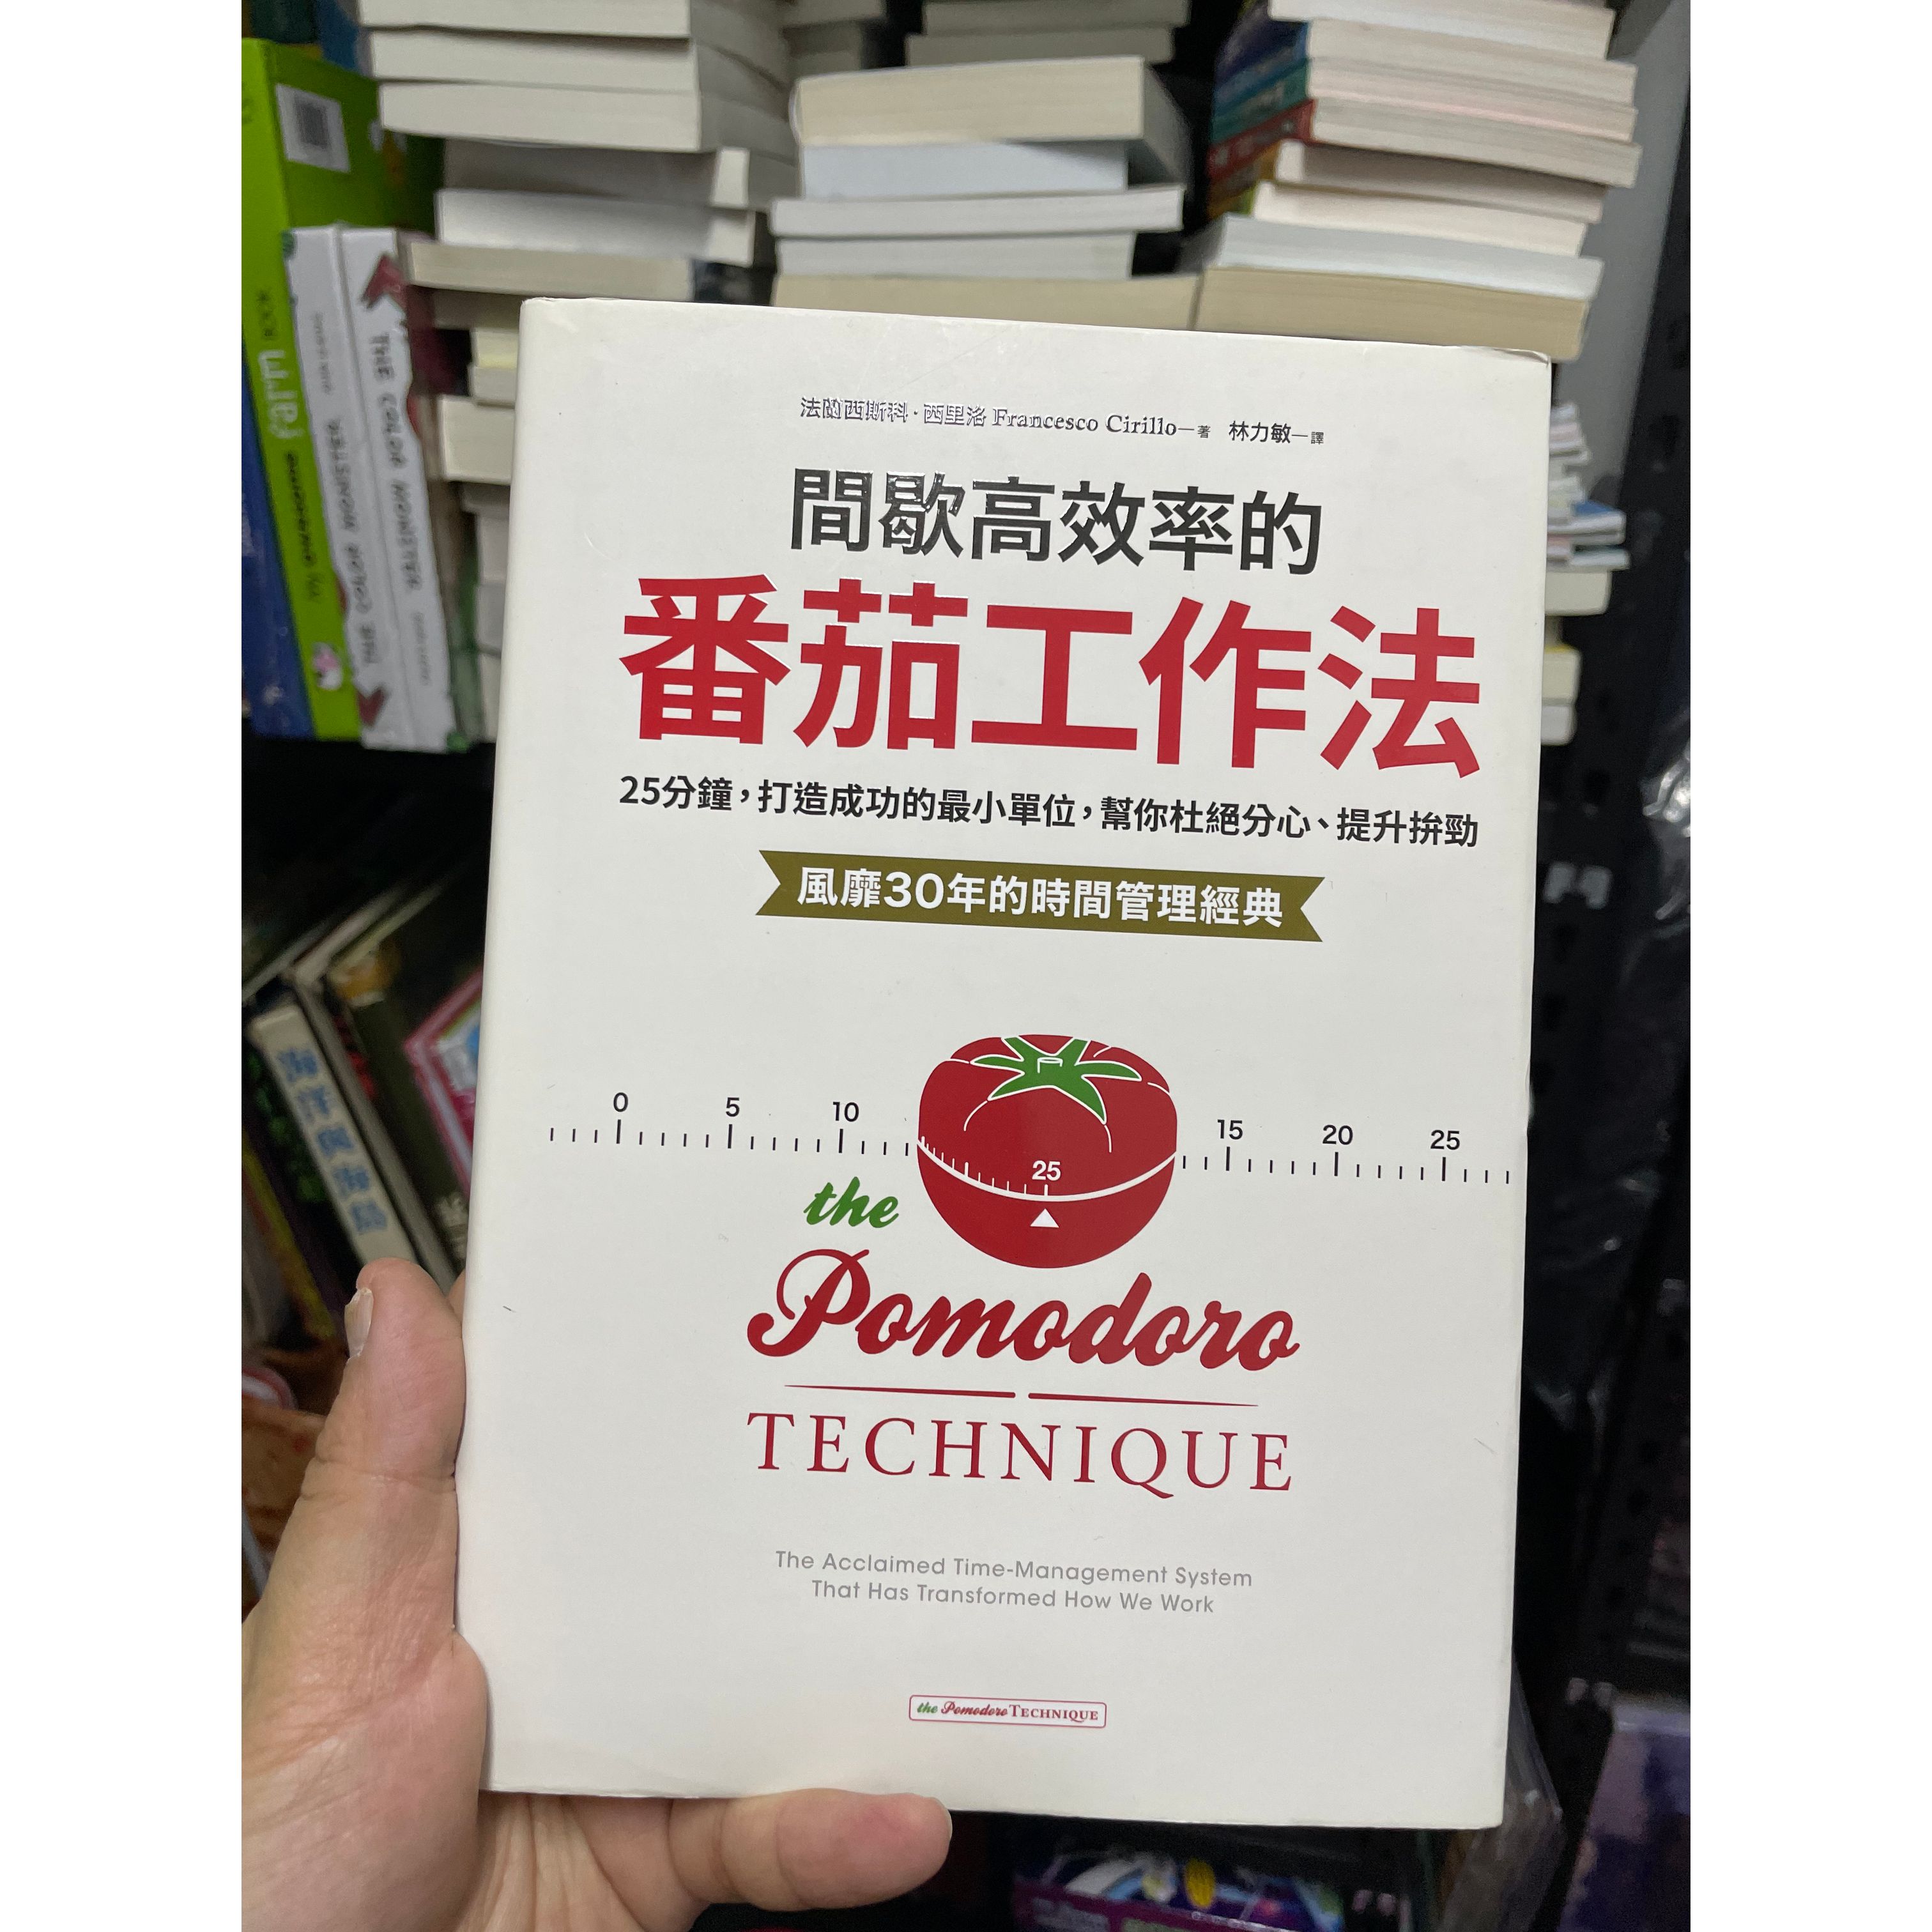 法蘭西斯科·西里洛 Francesco Cirillo—著 林力敏—譯
間歇高效率的
番茄工作法
25分鐘，打造成功的最小單位，幫你杜絕分心、提升拚勁
風靡30年的時間管理經典
0 5 10 15 20 25
25
the
Pomodoro
TECHNIQUE
The Acclaimed Time-Management System
That Has Transformed How We Work
the Pomodoro TECHNIQUE
THE COLOR MONSTER